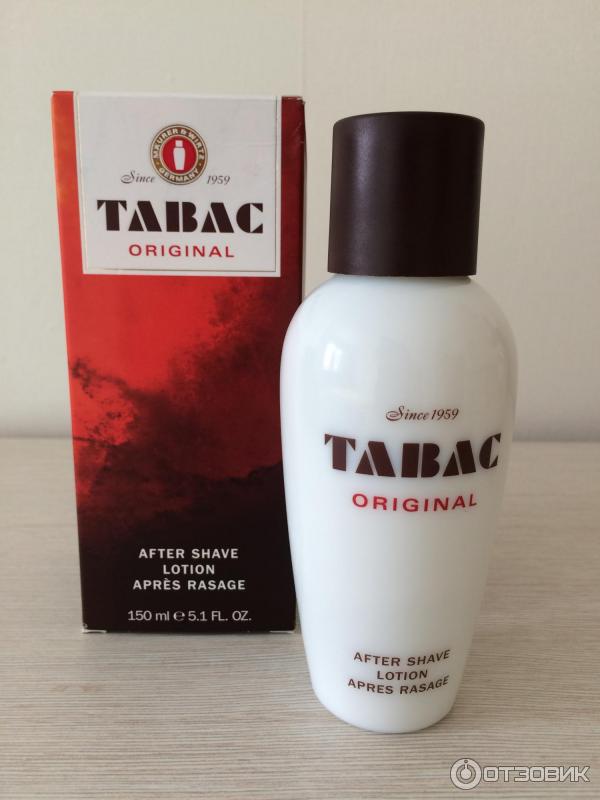 MÄURER & WIRTZ
GERMANY
Since 1959
TABAC
ORIGINAL
AFTER SHAVE
LOTION
APRÈS RASAGE
150 ml e 5.1 FL. OZ.
Since 1959
TABAC
ORIGINAL
AFTER SHAVE
LOTION
APRES RASAGE
ОТЗОВИК